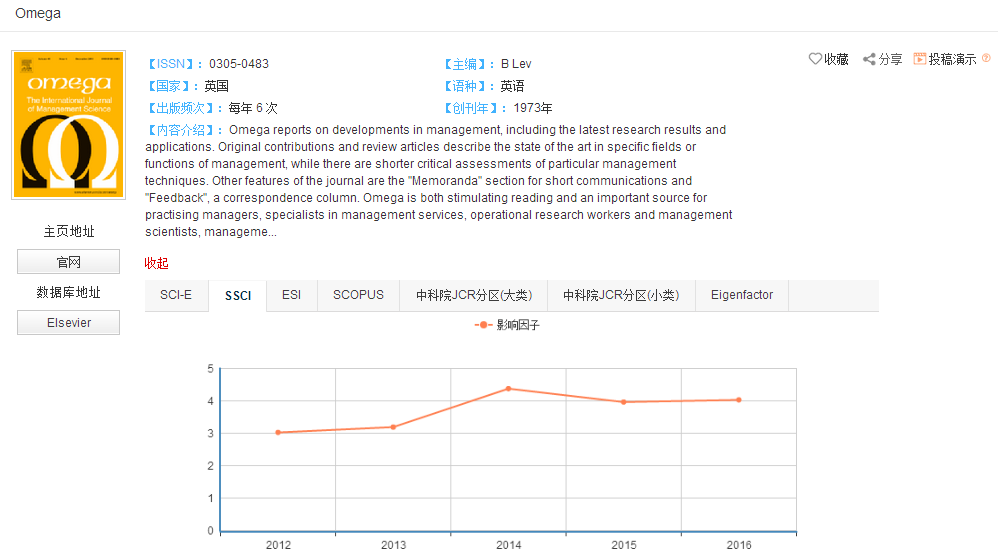 Omega
omega
The International Journal
of Management Science
【ISSN】： 0305-0483
【主编】： B Lev
收藏
分享
投稿演示
【国家】： 英国
【语种】： 英语
【出版频次】： 每年 6 次
【创刊年】： 1973年
【内容介绍】： Omega reports on developments in management, including the latest research results and
applications. Original contributions and review articles describe the state of the art in specific fields or
functions of management, while there are shorter critical assessments of particular management
techniques. Other features of the journal are the "Memoranda" section for short communications and
"Feedback", a correspondence column. Omega is both stimulating reading and an important source for
practising managers, specialists in management services, operational research workers and management
scientists, manageme...
收起
主页地址
官网
数据库地址
Elsevier
SCI-E SSCI ESI SCOPUS 中科院JCR分区(大类) 中科院JCR分区(小类) Eigenfactor
影响因子
5
4
3
2
1
0
2012 2013 2014 2015 2016